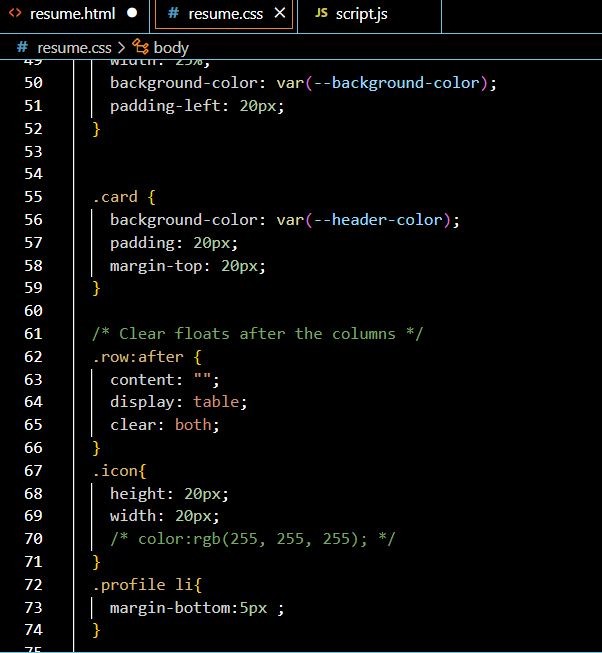 resume.html
# resume.css ×
JS script.js
# resume.css > body
49 width: 25%;
50 background-color: var(--background-color);
51 padding-left: 20px;
52 }
53
54
55 .card {
56 background-color: var(--header-color);
57 padding: 20px;
58 margin-top: 20px;
59 }
60
61 /* Clear floats after the columns */
62 .row:after {
63 content: "";
64 display: table;
65 clear: both;
66 }
67 .icon{
68 height: 20px;
69 width: 20px;
70 /* color:rgb(255, 255, 255); */
71 }
72 .profile li{
73 margin-bottom:5px ;
74 }
75